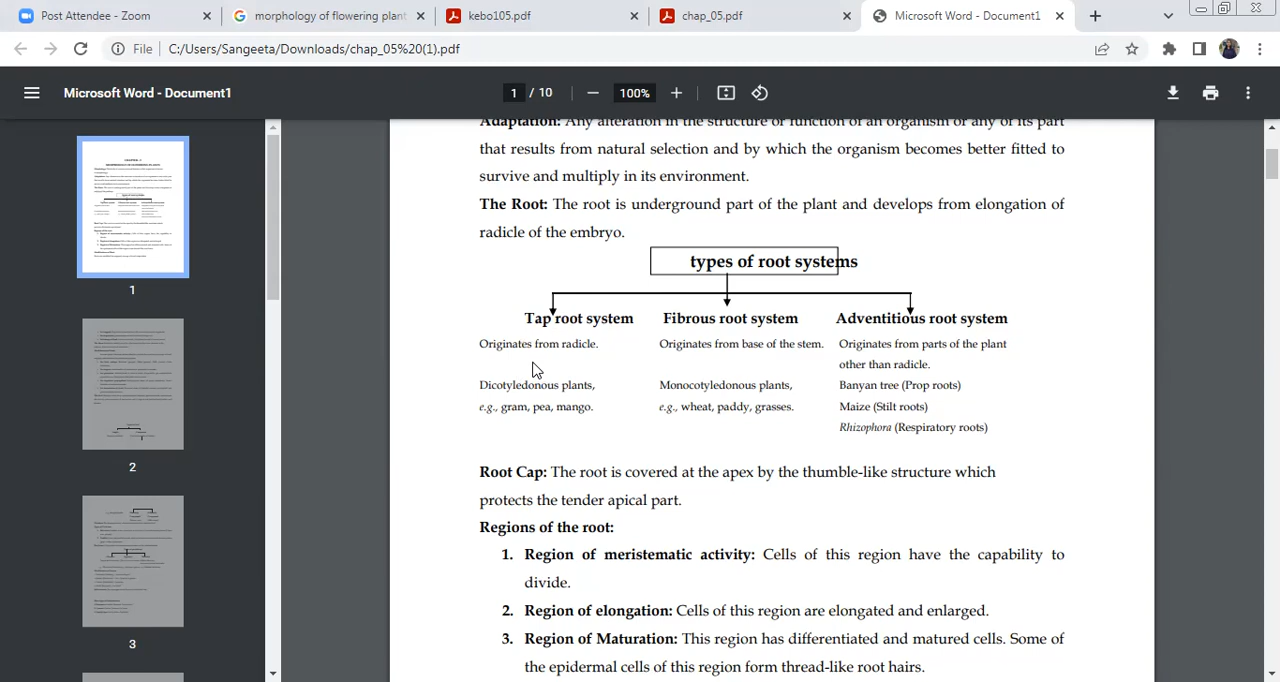 Post Attendee - Zoom
morphology of flowering plant
kebo105.pdf
chap_05.pdf
Microsoft Word - Document1
File
C:/Users/Sangeeta/Downloads/chap_05%20(1).pdf
Microsoft Word - Document1
1 / 10
100%
1
2
3
Adaptation: Any alteration in the structure or function of an organism or any of its part
that results from natural selection and by which the organism becomes better fitted to
survive and multiply in its environment.
The Root: The root is underground part of the plant and develops from elongation of
radicle of the embryo.
types of root systems
Tap root system Fibrous root system Adventitious root system
Originates from radicle. Originates from base of the stem. Originates from parts of the plant
other than radicle.
Dicotyledonous plants, Monocotyledonous plants, Banyan tree (Prop roots)
e.g., gram, pea, mango. e.g., wheat, paddy, grasses. Maize (Stilt roots)
Rhizophora (Respiratory roots)
Root Cap: The root is covered at the apex by the thumble-like structure which
protects the tender apical part.
Regions of the root:
1. Region of meristematic activity: Cells of this region have the capability to
divide.
2. Region of elongation: Cells of this region are elongated and enlarged.
3. Region of Maturation: This region has differentiated and matured cells. Some of
the epidermal cells of this region form thread-like root hairs.